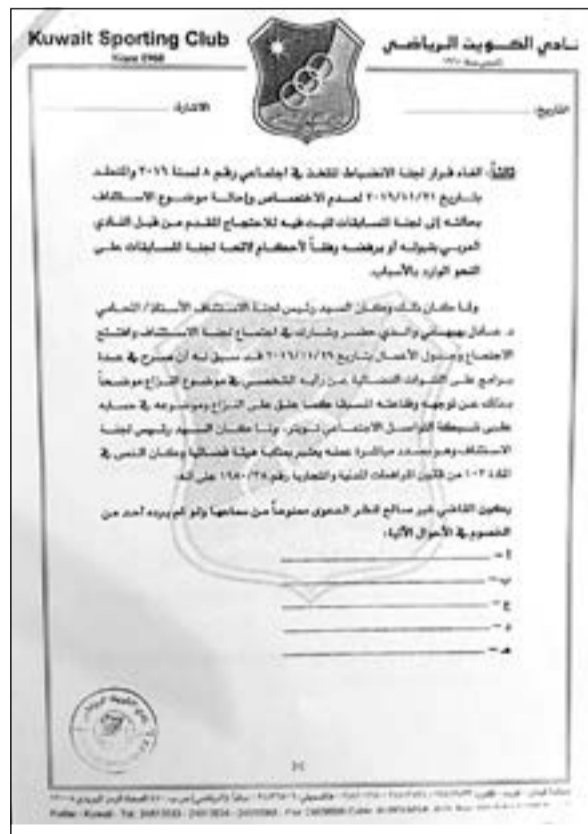 Kuwait Sporting Club
Since 1960
نادي الكويت الرياضي
التاريخ:
الاشارة:
ثالثاً: الغاء قرار لجنة الانضباط المتخذ في اجتماعي رقم ٨ لسنة ٢٠١٦ والمنعقد
بتاريخ ٢٠١٦/١١/٢١ لعدم الاختصاص وإحالة موضوع الاستئناف
بحالته إلى لجنة المسابقات للبت فيه للاحتجاج المقدم من قبل النادي
العربي بقبوله أو برفضه وفقاً لأحكام لائحة لجنة المسابقات على
النحو الوارد بالأسباب.
ولما كان ذلك وكان السيد رئيس لجنة الاستئناف الأستاذ/ المحامي
د. عادل بهبهاني والذي حضر وشارك في اجتماع لجنة الاستئناف وافتتح
الاجتماع وجدول الأعمال بتاريخ ٢٠١٦/١١/٢٩ قد سبق له أن صرح في عدة
برامج على القنوات الفضائية عن رأيه الشخصي في موضوع النزاع موضحاً
بذلك عن توجهه وقناعته المسبقة كما علق على النزاع وموضوعه في حسابه
على شبكة التواصل الاجتماعي تويتر، ولما كان السيد رئيس لجنة
الاستئناف وهو بصدد مباشرة عمله يعتبر بمثابة هيئة قضائية وكان النص في
المادة ١٠٢ من قانون المرافعات المدنية والتجارية رقم ١٩٨٠/٣٨ على أنه:
يكون القاضي غير صالح لنظر الدعوى ممنوعاً من سماعها ولو لم يرده أحد من
الخصوم في الأحوال الآتية:
أ –
ب –
ج –
د –
هـ –